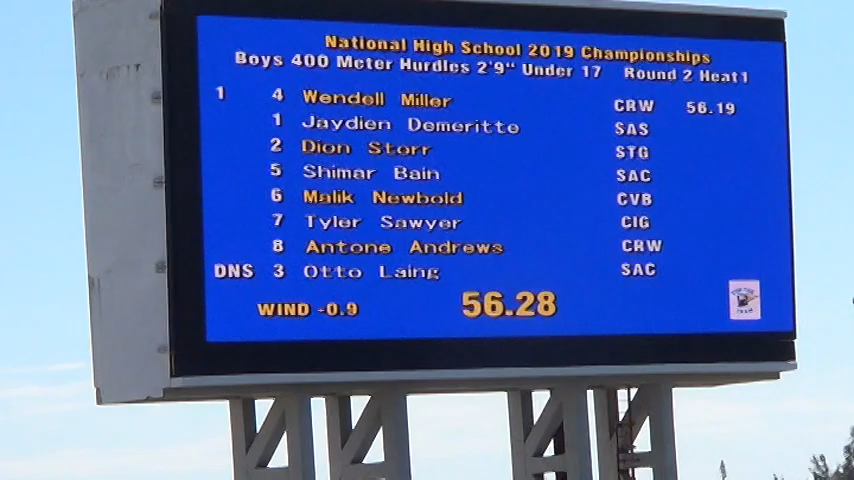 National High School 2019 Championships
Boys 400 Meter Hurdles 2'9" Under 17 Round 2 Heat 1
1 4 Wendell Miller CRW 56.19
1 Jaydien Demeritte SAS
2 Dion Storr STG
5 Shimar Bain SAC
6 Malik Newbold CVB
7 Tyler Sawyer CIG
8 Antone Andrews CRW
DNS 3 Otto Laing SAC
WIND -0.9 56.28